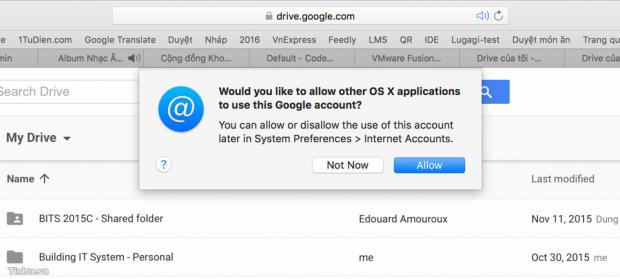 drive.google.com
e 1TuDien.com Google Translate Duyệt Nháp 2016 VnExpress Feedly LMS QR IDE Lugagi-test Duyệt món ăn Trang qu
min Album Nhạc Â... Cộng đồng Kho... Default - Code... VMware Fusion... Drive của tôi -... Drive củ
Search Drive
Would you like to allow other OS X applications
to use this Google account?
You can allow or disallow the use of this account
later in System Preferences > Internet Accounts.
? Not Now Allow
My Drive
Name Last modified
BITS 2015C - Shared folder Edouard Amouroux Nov 11, 2015 Dung
Building IT System - Personal me Oct 30, 2015 me
Tinhte.vn